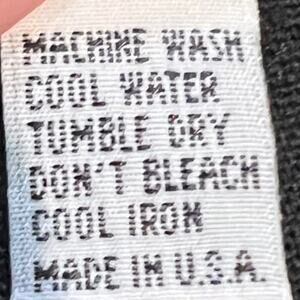 MACHINE WASH
COOL WATER
TUMBLE DRY
DON'T BLEACH
COOL IRON
MADE IN U.S.A.